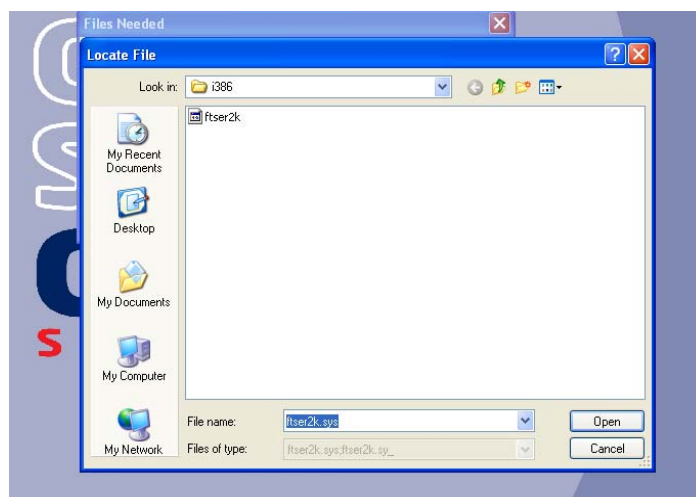 Files Needed
Locate File
Look in:
i386
ftser2k
My Recent
Documents
Desktop
My Documents
My Computer
My Network
File name:
ftser2k.sys
Open
Files of type:
ftser2k.sys;ftser2k.sy_
Cancel
S